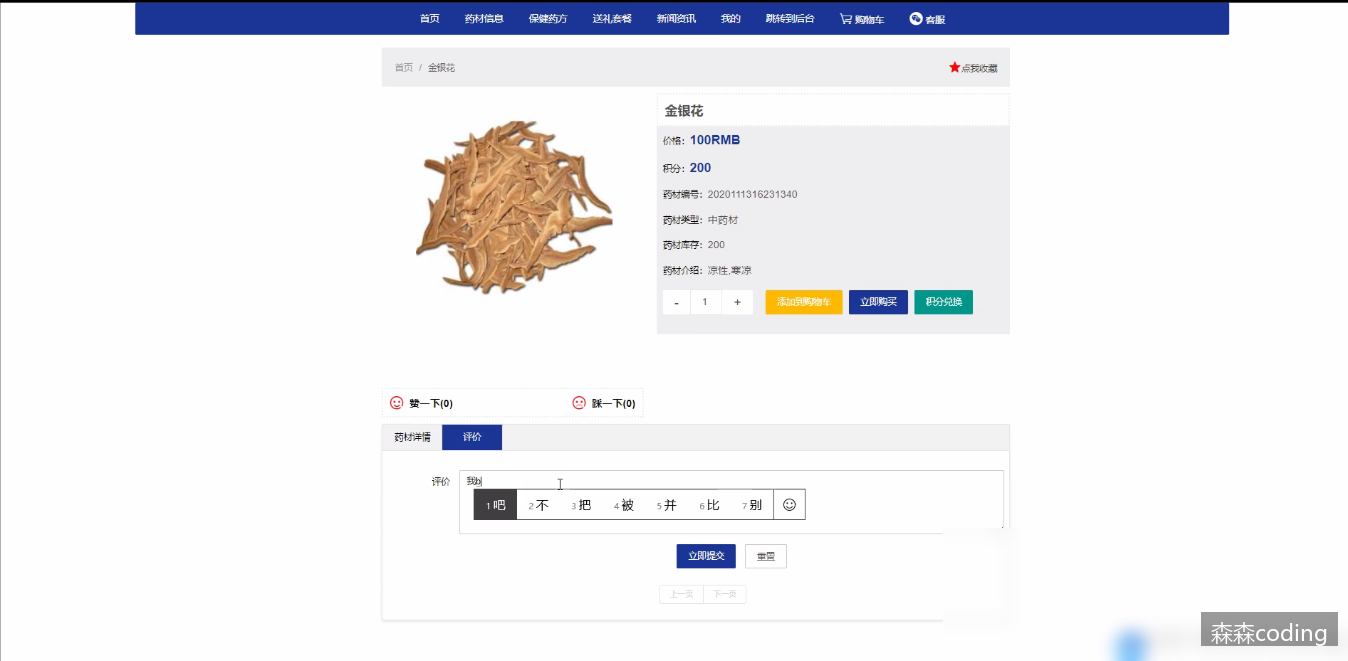 首页 药材信息 保健药方 送礼套餐 新闻资讯 我的 跳转到后台 购物车 客服
首页 / 金银花 点我收藏
金银花
价格：100RMB
积分：200
药材编号：2020111316231340
药材类型：中药材
药材库存：200
药材介绍：凉性,寒凉
- 1 + 添加到购物车 立即购买 积分兑换
赞一下(0) 踩一下(0)
药材详情 评价
评价 我b
1 吧 2 不 3 把 4 被 5 并 6 比 7 别
立即提交 重置
上一页 下一页
森森coding